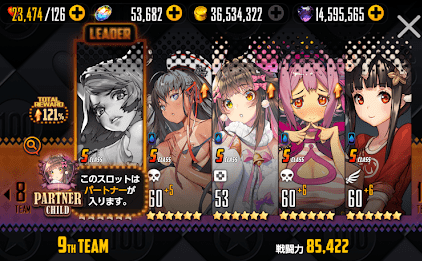 23,474/126
53,682
36,534,322
14,595,565
LEADER
TOTAL
REWARD
121%
S CLASS
S CLASS
S CLASS
S CLASS
S CLASS
このスロットは
パートナーが
入ります。
PARTNER
CHILD
8
TEAM
60+5
53
60+6
60+6
9TH TEAM
戦闘力 85,422